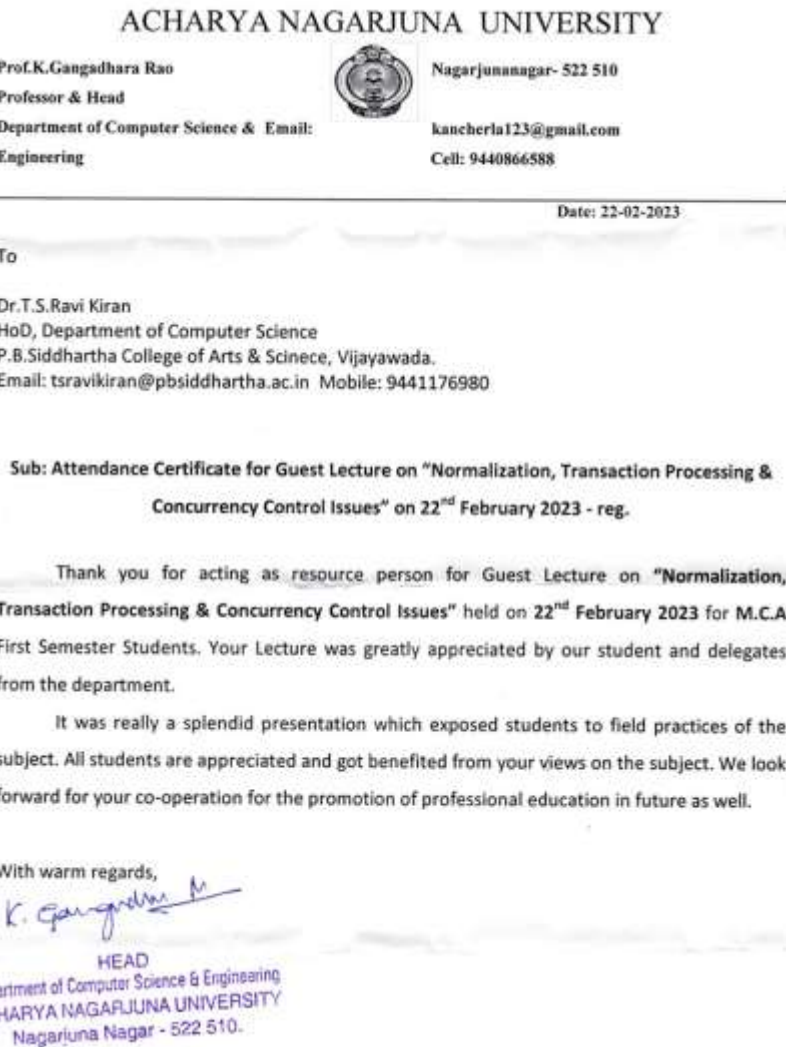 ACHARYA NAGARJUNA UNIVERSITY
Prof.K.Gangadhara Rao
Professor & Head
Department of Computer Science & Email:
Engineering
Nagarjunanagar- 522 510
kancherla123@gmail.com
Cell: 9440866588
Date: 22-02-2023
To
Dr.T.S.Ravi Kiran
HoD, Department of Computer Science
P.B.Siddhartha College of Arts & Scinece, Vijayawada.
Email: tsravikiran@pbsiddhartha.ac.in Mobile: 9441176980
Sub: Attendance Certificate for Guest Lecture on “Normalization, Transaction Processing &
Concurrency Control Issues” on 22nd February 2023 - reg.
Thank you for acting as resource person for Guest Lecture on “Normalization,
Transaction Processing & Concurrency Control Issues” held on 22nd February 2023 for M.C.A
First Semester Students. Your Lecture was greatly appreciated by our student and delegates
from the department.
It was really a splendid presentation which exposed students to field practices of the
subject. All students are appreciated and got benefited from your views on the subject. We look
forward for your co-operation for the promotion of professional education in future as well.
With warm regards,
K.
HEAD
artment of Computer Science & Engineering
HARYA NAGARJUNA UNIVERSITY
Nagarjuna Nagar - 522 510.